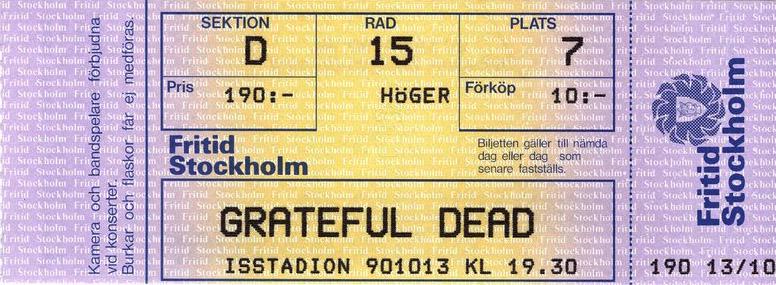 Kamera och bandspelare förbjudna
vid konserter.
Burkar och flaskor får ej medföras.
SEKTION RAD PLATS
D 15 7
Pris 190:- HöGER Förköp 10:-
Fritid
Stockholm
Biljetten gäller till nämda
dag eller dag som
senare fastställs.
GRATEFUL DEAD
ISSTADION 901013 KL 19.30
Fritid
Stockholm
190 13/10